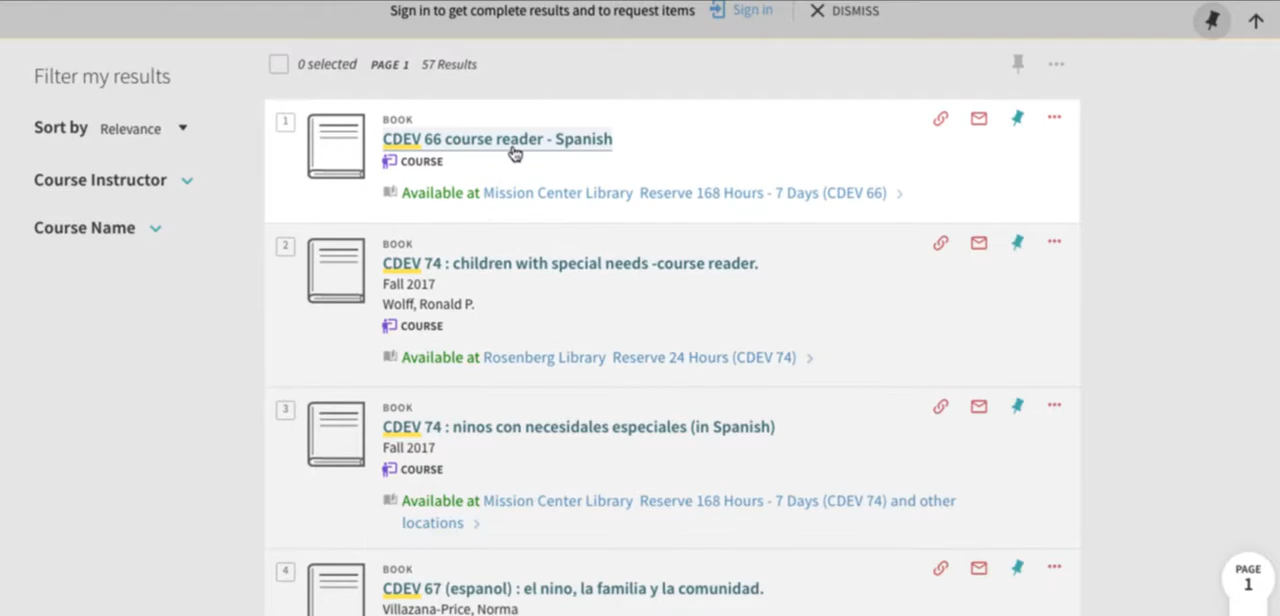 Sign in to get complete results and to request items Sign in DISMISS
Filter my results
Sort by Relevance
Course Instructor
Course Name
0 selected PAGE 1 57 Results
1
BOOK
CDEV 66 course reader - Spanish
COURSE
Available at Mission Center Library Reserve 168 Hours - 7 Days (CDEV 66)
2
BOOK
CDEV 74 : children with special needs -course reader.
Fall 2017
Wolff, Ronald P.
COURSE
Available at Rosenberg Library Reserve 24 Hours (CDEV 74)
3
BOOK
CDEV 74 : ninos con necesidales especiales (in Spanish)
Fall 2017
COURSE
Available at Mission Center Library Reserve 168 Hours - 7 Days (CDEV 74) and other
locations
4
BOOK
CDEV 67 (espanol) : el nino, la familia y la comunidad.
Villazana-Price, Norma
PAGE
1